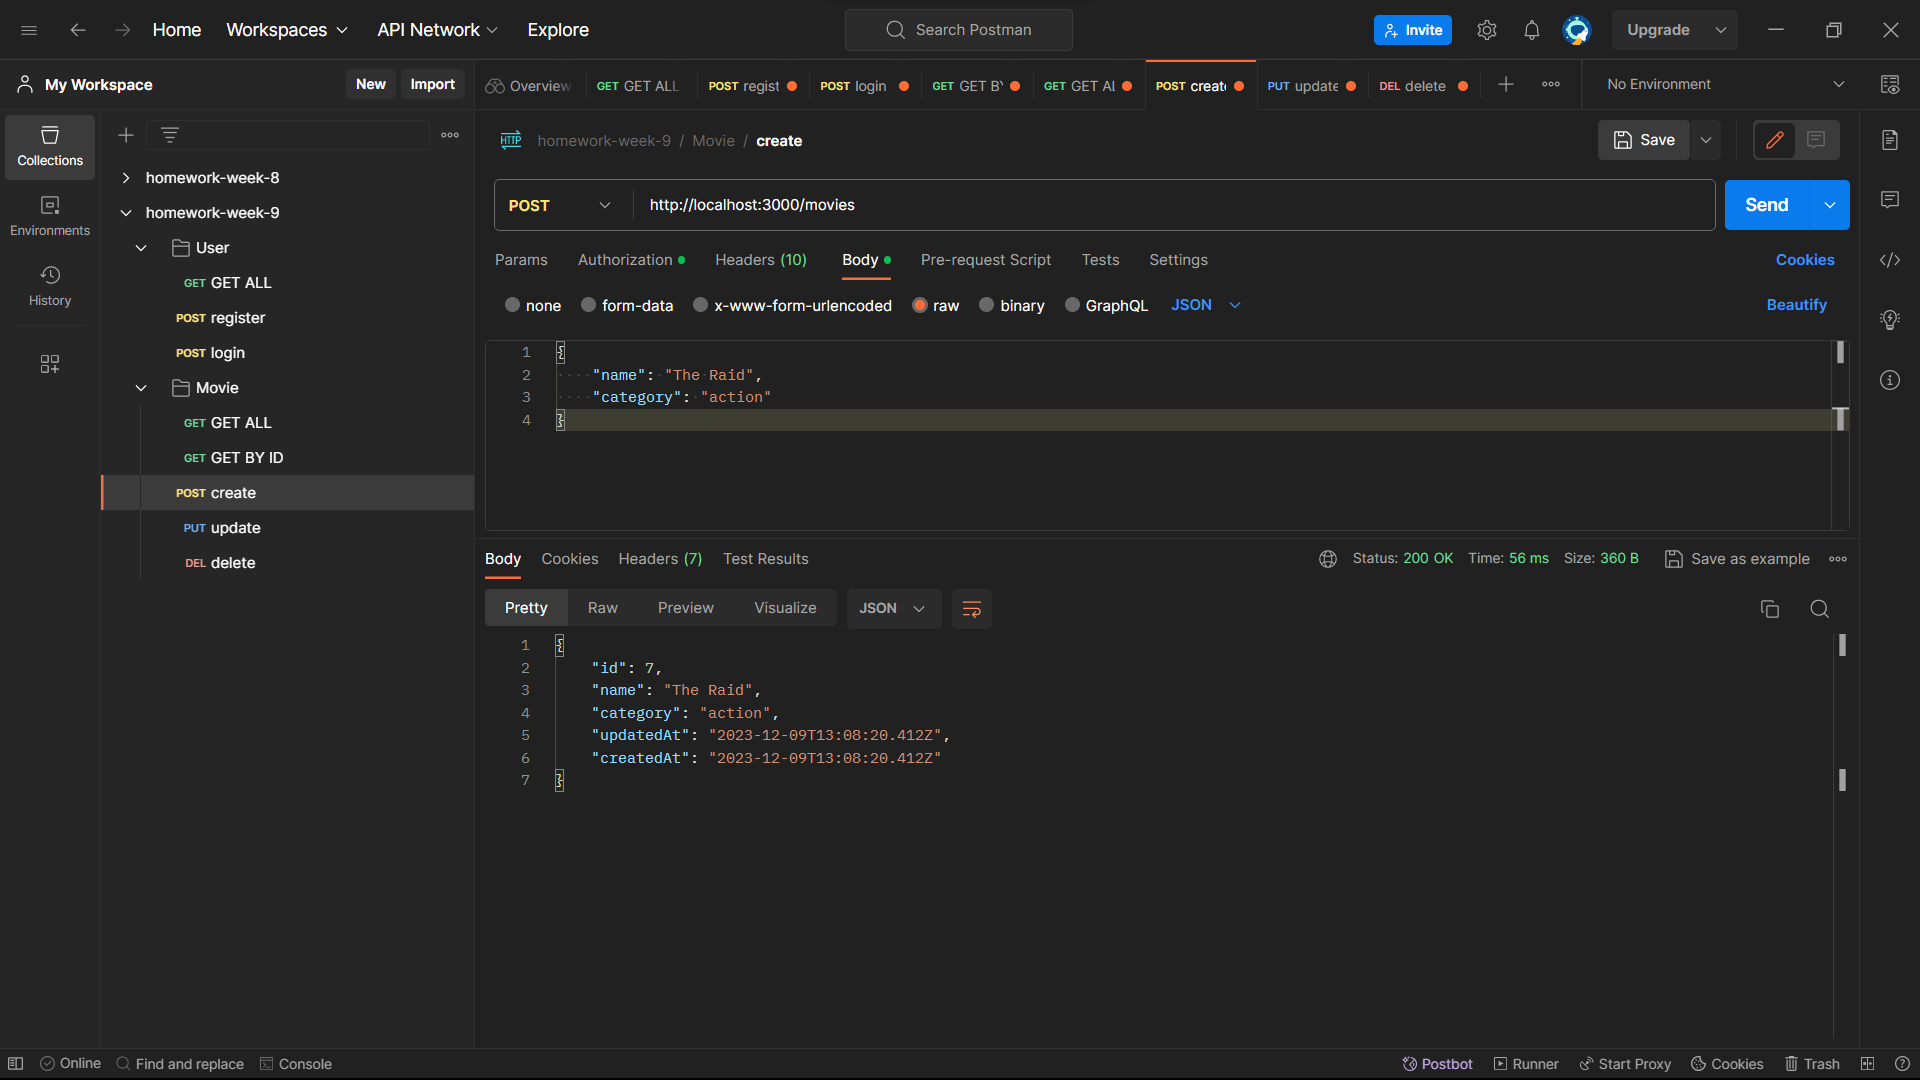 Home Workspaces API Network Explore Search Postman Invite Upgrade
My Workspace New Import
Overview GET GET ALL POST regist POST login GET GET BY GET GET AL POST create PUT update DEL delete No Environment
Collections
Environments
History
homework-week-8
homework-week-9
User
GET GET ALL
POST register
POST login
Movie
GET GET ALL
GET GET BY ID
POST create
PUT update
DEL delete
HTTP homework-week-9 / Movie / create Save
POST http://localhost:3000/movies Send
Params Authorization Headers (10) Body Pre-request Script Tests Settings Cookies
none form-data x-www-form-urlencoded raw binary GraphQL JSON Beautify
1 {
2 "name": "The Raid",
3 "category": "action"
4 }
Body Cookies Headers (7) Test Results Status: 200 OK Time: 56 ms Size: 360 B Save as example
Pretty Raw Preview Visualize JSON
1 {
2 "id": 7,
3 "name": "The Raid",
4 "category": "action",
5 "updatedAt": "2023-12-09T13:08:20.412Z",
6 "createdAt": "2023-12-09T13:08:20.412Z"
7 }
Online Find and replace Console Postbot Runner Start Proxy Cookies Trash